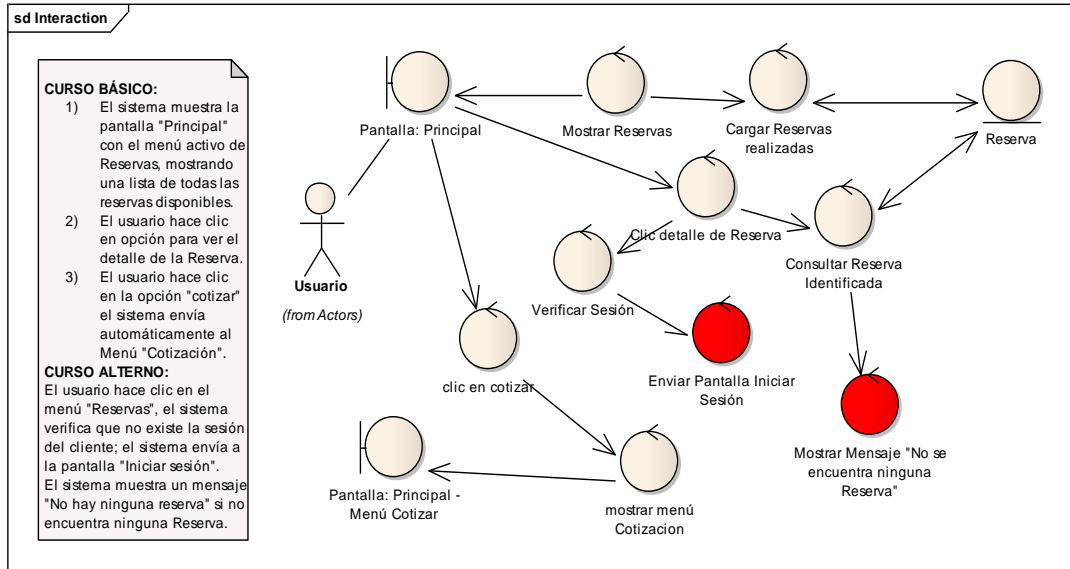 sd Interaction
CURSO BÁSICO:
1) El sistema muestra la
pantalla "Principal"
con el menú activo de
Reservas, mostrando
una lista de todas las
reservas disponibles.
2) El usuario hace clic
en opción para ver el
detalle de la Reserva.
3) El usuario hace clic
en la opción "cotizar"
el sistema envía
automáticamente al
Menú "Cotización".
CURSO ALTERNO:
El usuario hace clic en el
menú "Reservas", el sistema
verifica que no existe la sesión
del cliente; el sistema envía a
la pantalla "Iniciar sesión".
El sistema muestra un mensaje
"No hay ninguna reserva" si no
encuentra ninguna Reserva.
Usuario
(from Actors)
Pantalla: Principal
Mostrar Reservas
Cargar Reservas
realizadas
Reserva
Clic detalle de Reserva
Consultar Reserva
Identificada
Verificar Sesión
Enviar Pantalla Iniciar
Sesión
clic en cotizar
Mostrar Mensaje "No se
encuentra ninguna
Reserva"
Pantalla: Principal -
Menú Cotizar
mostrar menú
Cotizacion